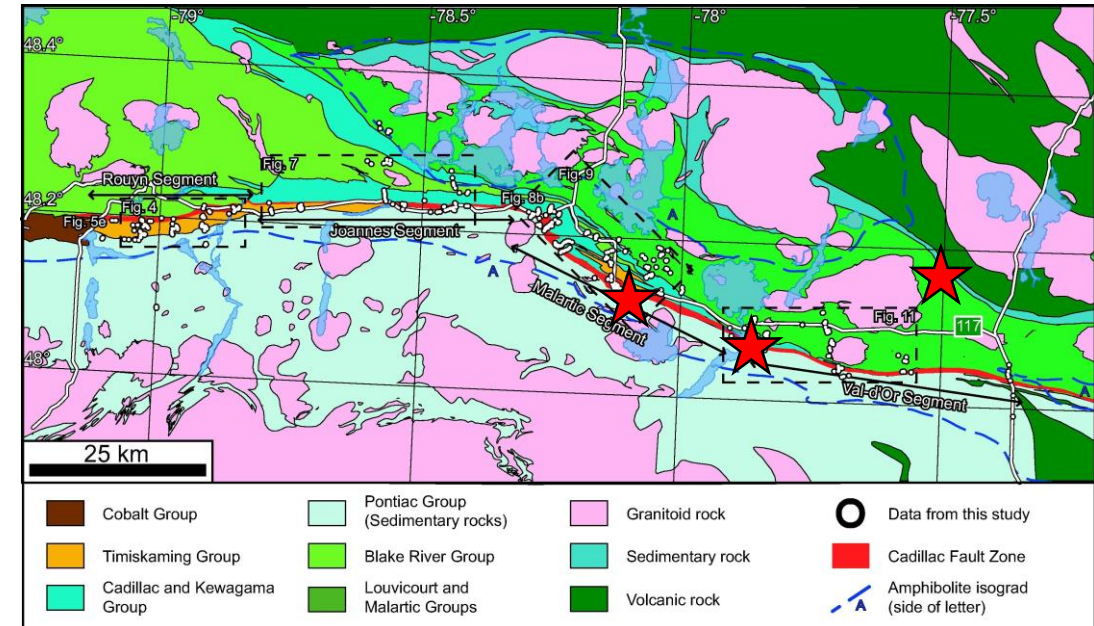 -79°
-78.5°
-78°
-77.5°
48.4°
Fig. 7
Fig. 9
Rouyn Segment
48.2°
Fig. 4
Fig. 8b
Fig. 5e
A
Joannes Segment
A
Malartic Segment
Fig. 11
117
48°
Val-d'Or Segment
A
25 km
Cobalt Group
Pontiac Group
(Sedimentary rocks)
Granitoid rock
Data from this study
Timiskaming Group
Blake River Group
Sedimentary rock
Cadillac Fault Zone
Cadillac and Kewagama
Group
Louvicourt and
Malartic Groups
Volcanic rock
A
Amphibolite isograd
(side of letter)